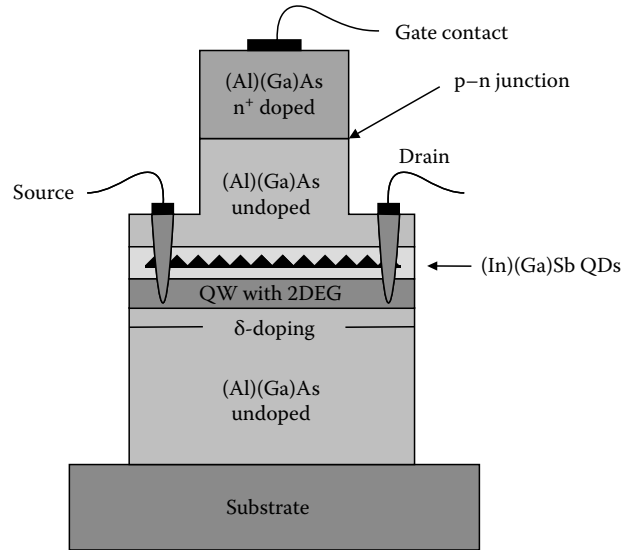 Gate contact
(Al)(Ga)As
n⁺ doped
p–n junction
Source
Drain
(Al)(Ga)As
undoped
(In)(Ga)Sb QDs
QW with 2DEG
δ-doping
(Al)(Ga)As
undoped
Substrate